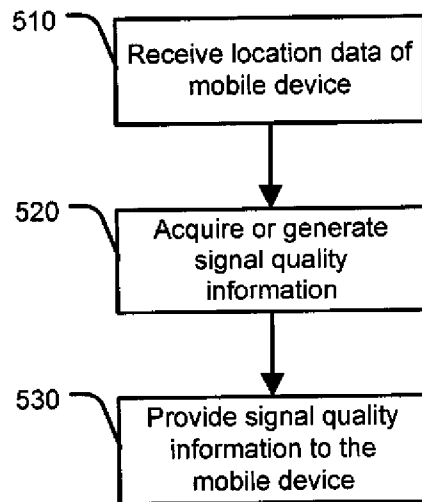 510
Receive location data of
mobile device
520
Acquire or generate
signal quality
information
530
Provide signal quality
information to the
mobile device